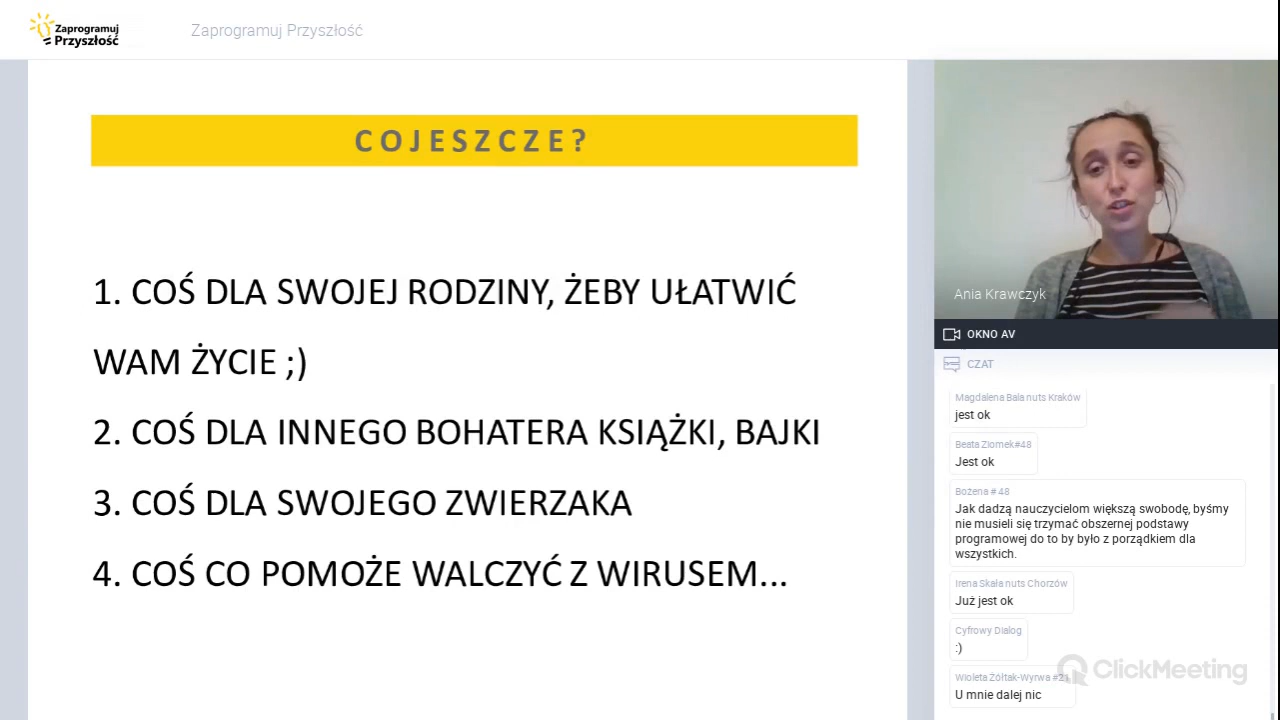 Zaprogramuj
Przyszłość
Zaprogramuj Przyszłość
COJESZCZE?
1. COŚ DLA SWOJEJ RODZINY, ŻEBY UŁATWIĆ
WAM ŻYCIE ;)
2. COŚ DLA INNEGO BOHATERA KSIĄŻKI, BAJKI
3. COŚ DLA SWOJEGO ZWIERZAKA
4. COŚ CO POMOŻE WALCZYĆ Z WIRUSEM...
Ania Krawczyk
OKNO AV
CZAT
Magdalena Bala nuts Kraków
jest ok
Beata Ziomek#48
Jest ok
Bożena # 48
Jak dadzą nauczycielom większą swobodę, byśmy
nie musieli się trzymać obszernej podstawy
programowej do to by było z porządkiem dla
wszystkich.
Irena Skała nuts Chorzów
Już jest ok
Cyfrowy Dialog
:)
Wioleta Żółtak-Wyrwa #21
U mnie dalej nic
ClickMeeting